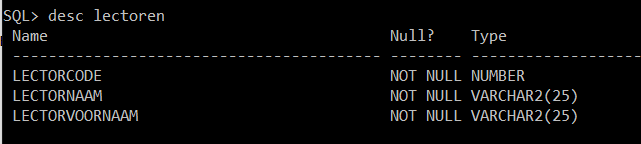 SQL> desc lectoren
Name Null? Type
----------------------------------------- -------- --------------------
LECTORCODE NOT NULL NUMBER
LECTORNAAM NOT NULL VARCHAR2(25)
LECTORVOORNAAM NOT NULL VARCHAR2(25)